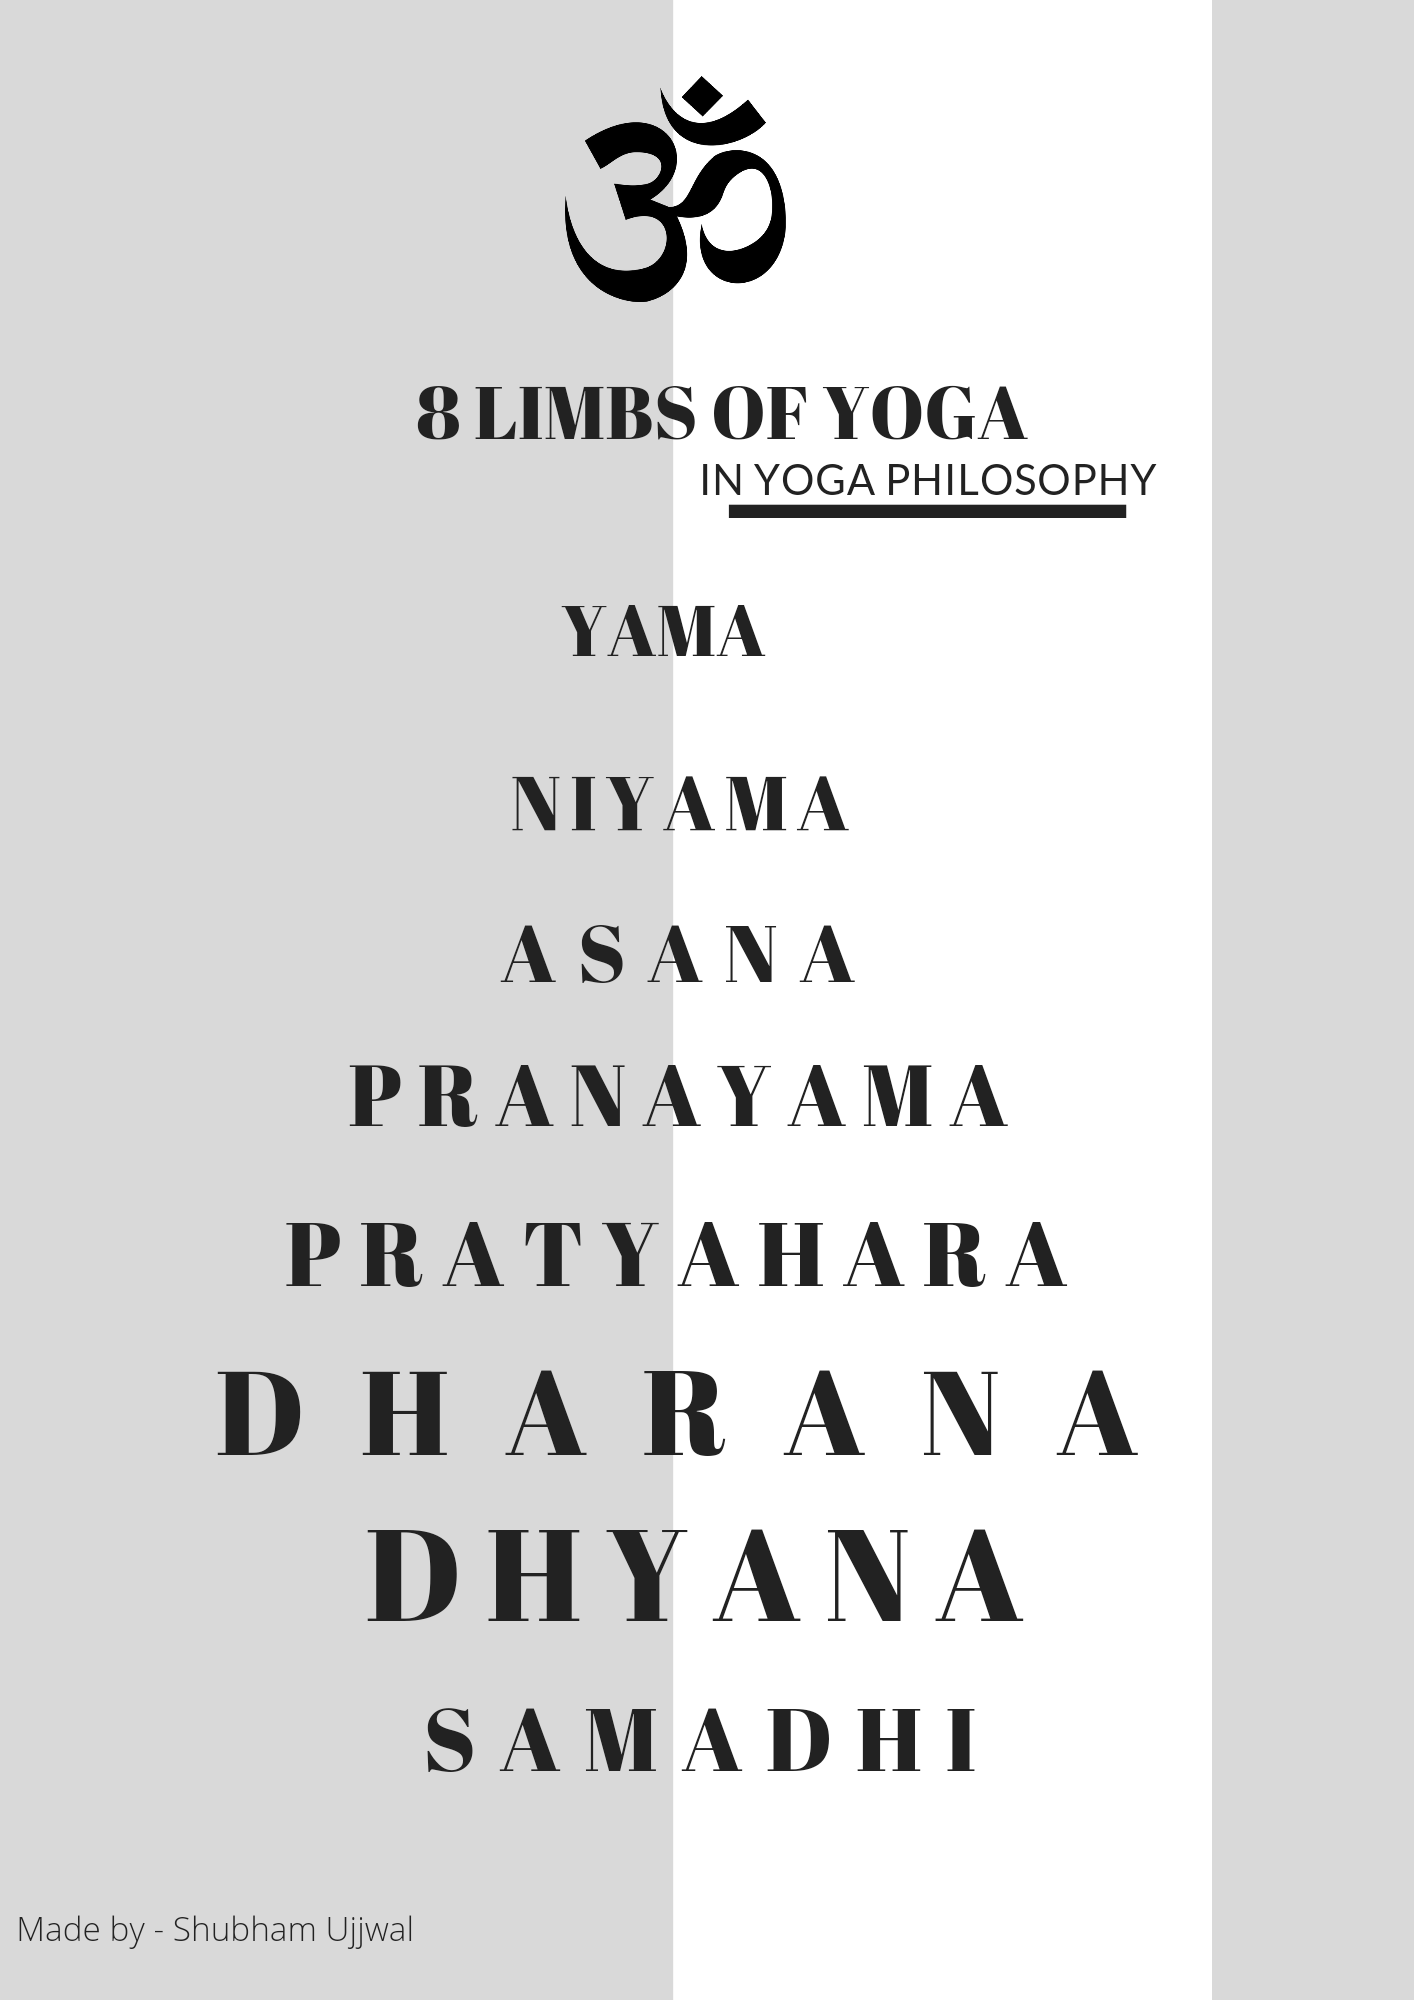 ॐ
8 LIMBS OF YOGA
IN YOGA PHILOSOPHY
YAMA
NIYAMA
ASANA
PRANAYAMA
PRATYAHARA
DHARANA
DHYANA
SAMADHI
Made by - Shubham Ujjwal